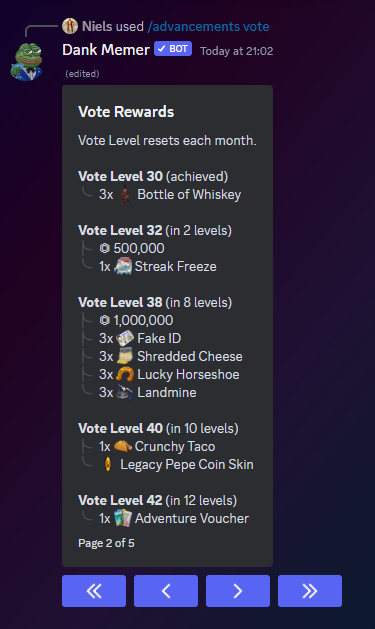 Niels used /advancements vote
Dank Memer ✓ BOT Today at 21:02
(edited)
Vote Rewards
Vote Level resets each month.
Vote Level 30 (achieved)
3x Bottle of Whiskey
Vote Level 32 (in 2 levels)
⏣ 500,000
1x Streak Freeze
Vote Level 38 (in 8 levels)
⏣ 1,000,000
3x Fake ID
3x Shredded Cheese
3x Lucky Horseshoe
3x Landmine
Vote Level 40 (in 10 levels)
1x Crunchy Taco
Legacy Pepe Coin Skin
Vote Level 42 (in 12 levels)
1x Adventure Voucher
Page 2 of 5